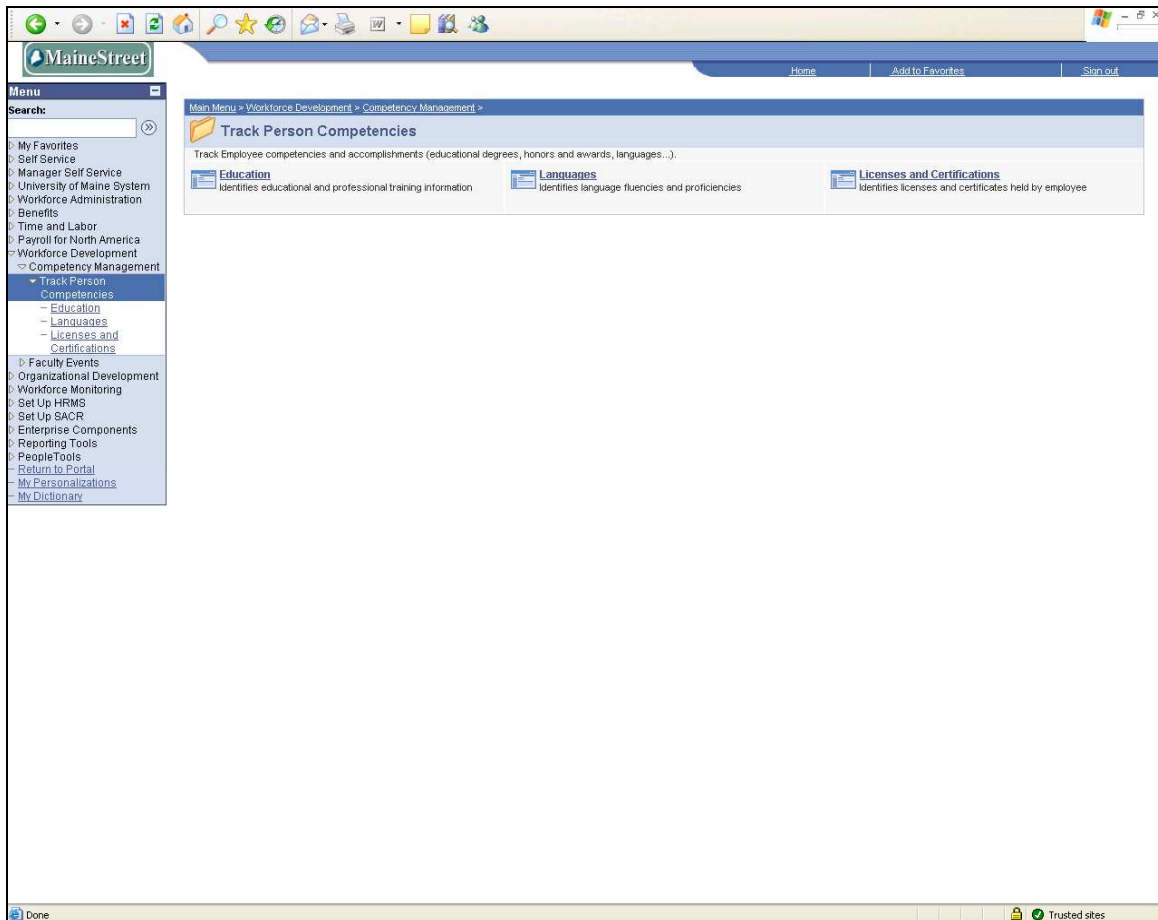 MaineStreet
Home
Add to Favorites
Sign out
Menu
Search:
My Favorites
Self Service
Manager Self Service
University of Maine System
Workforce Administration
Benefits
Time and Labor
Payroll for North America
Workforce Development
Competency Management
Track Person
Competencies
Education
Languages
Licenses and
Certifications
Faculty Events
Organizational Development
Workforce Monitoring
Set Up HRMS
Set Up SACR
Enterprise Components
Reporting Tools
PeopleTools
Return to Portal
My Personalizations
My Dictionary
Main Menu > Workforce Development > Competency Management >
Track Person Competencies
Track Employee competencies and accomplishments (educational degrees, honors and awards, languages...).
Education
Identifies educational and professional training information
Languages
Identifies language fluencies and proficiencies
Licenses and Certifications
Identifies licenses and certificates held by employee
Done
Trusted sites